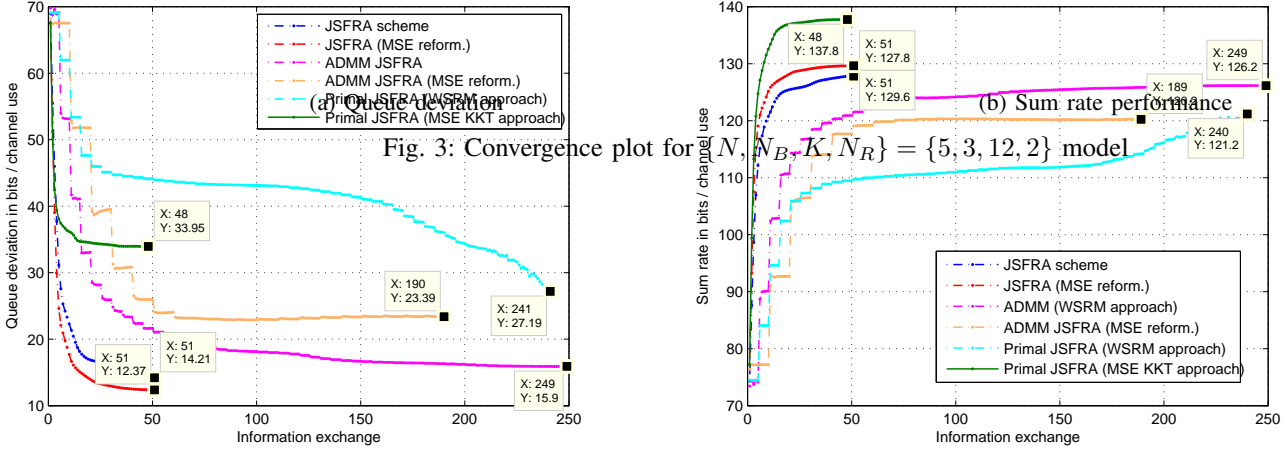 70
60
50
40
30
20
10
0
50
100
150
200
250
Queue deviation in bits / channel use
Information exchange
JSFRA scheme
JSFRA (MSE reform.)
ADMM JSFRA
ADMM JSFRA (MSE reform.)
Primal JSFRA (WSRM approach)
Primal JSFRA (MSE KKT approach)
X: 48
Y: 33.95
X: 190
Y: 23.39
X: 241
Y: 27.19
X: 51
Y: 12.37
X: 51
Y: 14.21
X: 249
Y: 15.9
(a) Queue deviation
140
130
120
110
100
90
80
70
0
50
100
150
200
250
Sum rate in bits / channel use
Information exchange
X: 48
Y: 137.8
X: 51
Y: 127.8
X: 51
Y: 129.6
X: 249
Y: 126.2
X: 189
X: 240
Y: 121.2
JSFRA scheme
JSFRA (MSE reform.)
ADMM (WSRM approach)
ADMM JSFRA (MSE reform.)
Primal JSFRA (WSRM approach)
Primal JSFRA (MSE KKT approach)
(b) Sum rate performance
Fig. 3: Convergence plot for {N, N_B, K, N_R} = {5, 3, 12, 2} model